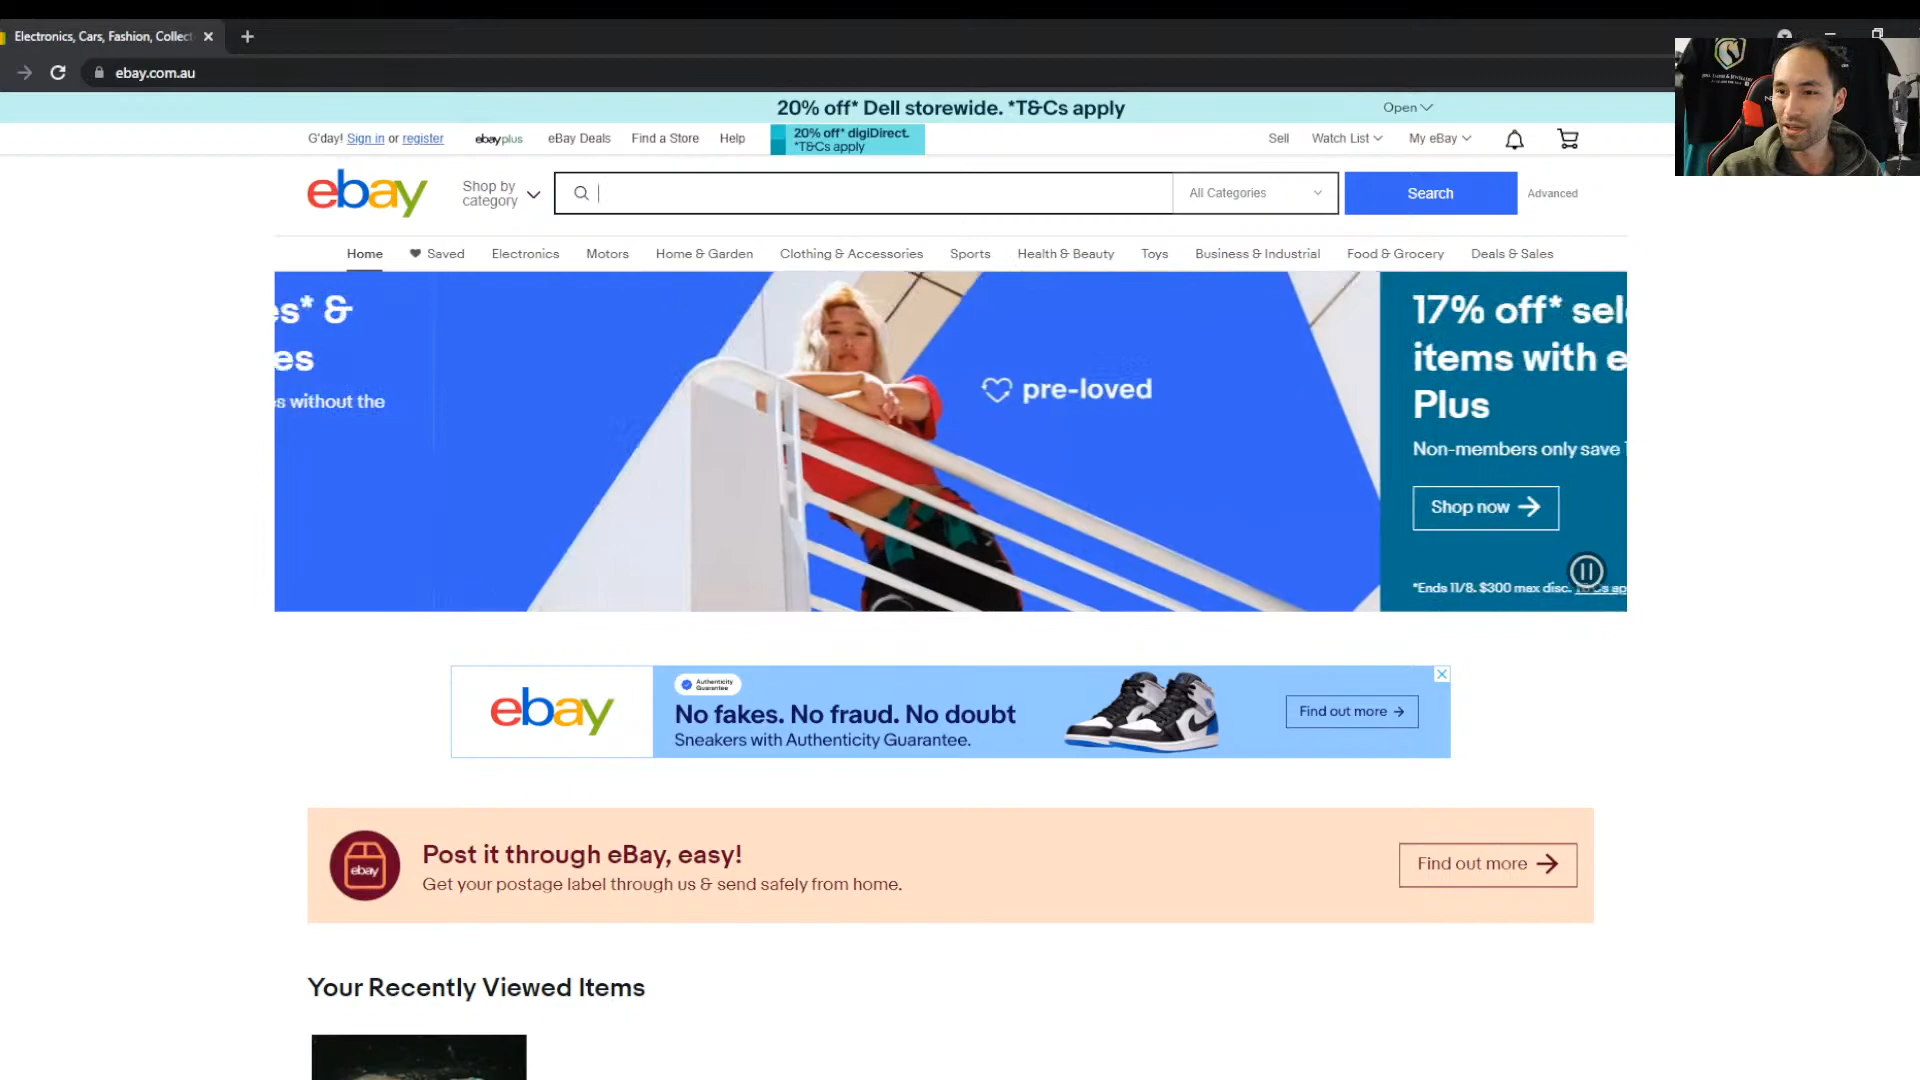 Electronics, Cars, Fashion, Collect
ebay.com.au
20% off* Dell storewide. *T&Cs apply
Open
G'day! Sign in or register
ebayplus
eBay Deals
Find a Store
Help
20% off* digiDirect.
*T&Cs apply
Sell
Watch List
My eBay
ebay
Shop by
category
All Categories
Search
Advanced
Home
Saved
Electronics
Motors
Home & Garden
Clothing & Accessories
Sports
Health & Beauty
Toys
Business & Industrial
Food & Grocery
Deals & Sales
es* &
es
s without the
pre-loved
17% off* sel
items with e
Plus
Non-members only save
Shop now
*Ends 11/8. $300 max disc.
ebay
Authenticity
Guarantee
No fakes. No fraud. No doubt
Sneakers with Authenticity Guarantee.
Find out more
ebay
Post it through eBay, easy!
Get your postage label through us & send safely from home.
Find out more
Your Recently Viewed Items